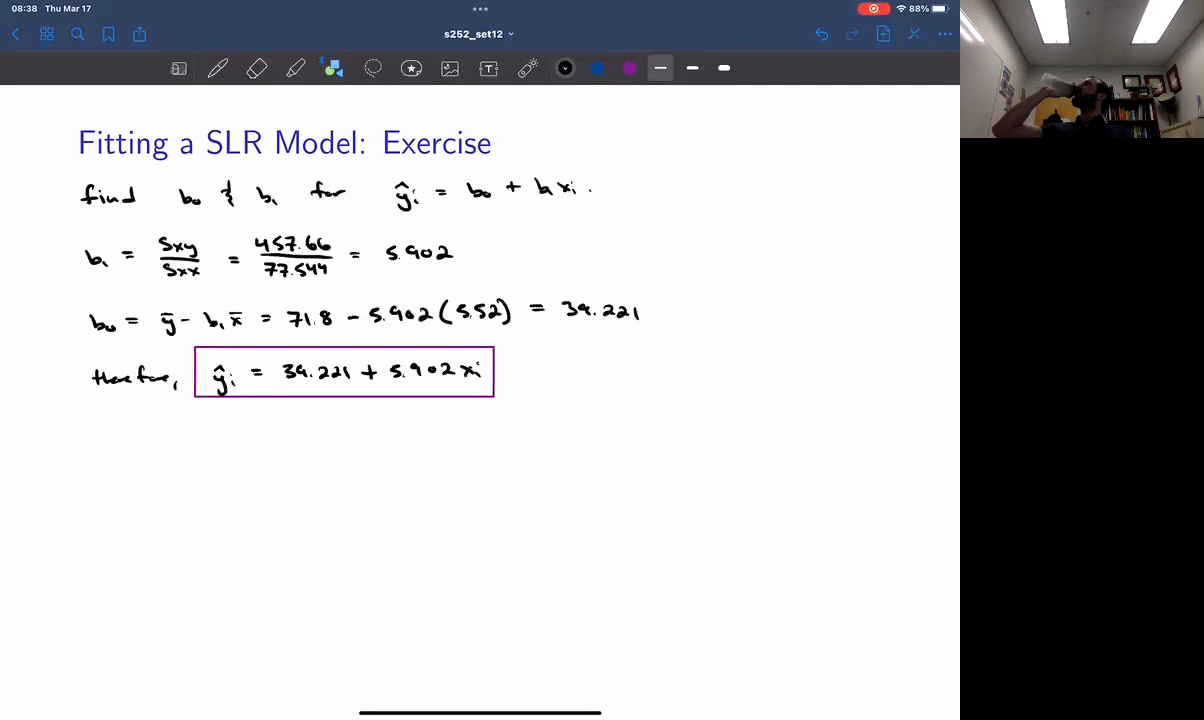 08:38 Thu Mar 17
88%
s252_set12
Fitting a SLR Model: Exercise
find b₀ & b₁ for ŷᵢ = b₀ + b₁xᵢ.
b₁ = Sxy/Sxx = 457.66/77.544 = 5.902
b₀ = ȳ - b₁x̄ = 71.8 - 5.902(5.52) = 39.221
therefore, ŷᵢ = 39.221 + 5.902xᵢ